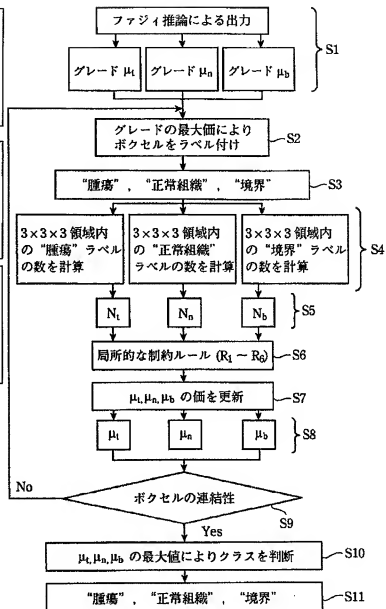 ファジィ推論による出力
グレード μt
グレード μn
グレード μb
S1
グレードの最大価により
ボクセルをラベル付け
S2
“腫瘍” , “正常組織” , “境界”
S3
3×3×3 領域内
の “腫瘍” ラベル
の数を計算
3×3×3 領域内
の “正常組織”
ラベルの数を計算
3×3×3 領域内
の “境界” ラベル
の数を計算
S4
Nt
Nn
Nb
S5
局所的な制約ルール (R1 ~ R6)
S6
μt, μn, μb の価を更新
S7
μt
μn
μb
S8
No
ボクセルの連結性
S9
Yes
μt, μn, μb の最大値によりクラスを判断
S10
“腫瘍” , “正常組織” , “境界”
S11